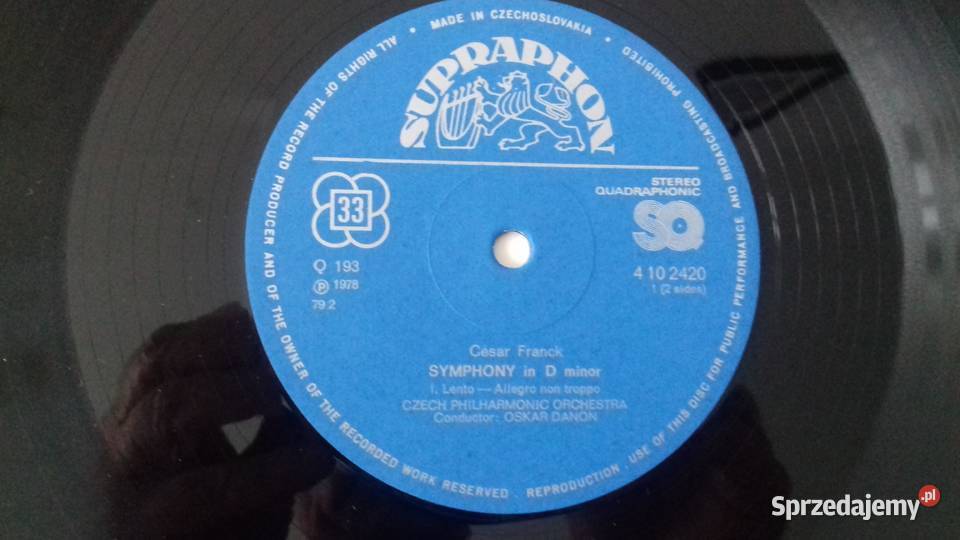 ALL RIGHTS OF THE RECORD PRODUCER AND OF THE OWNER OF THE RECORDED WORK RESERVED · REPRODUCTION · USE OF THIS DISC FOR PUBLIC PERFORMANCE AND BROADCASTING PROHIBITED
• MADE IN CZECHOSLOVAKIA •
SUPRAPHON
33
STEREO
QUADRAPHONIC
SQ
Q 193
℗ 1978
79 2
4 10 2420
1 (2 sides)
César Franck
SYMPHONY in D minor
I. Lento — Allegro non troppo
CZECH PHILHARMONIC ORCHESTRA
Conductor: OSKAR DANON
Sprzedajemy.pl